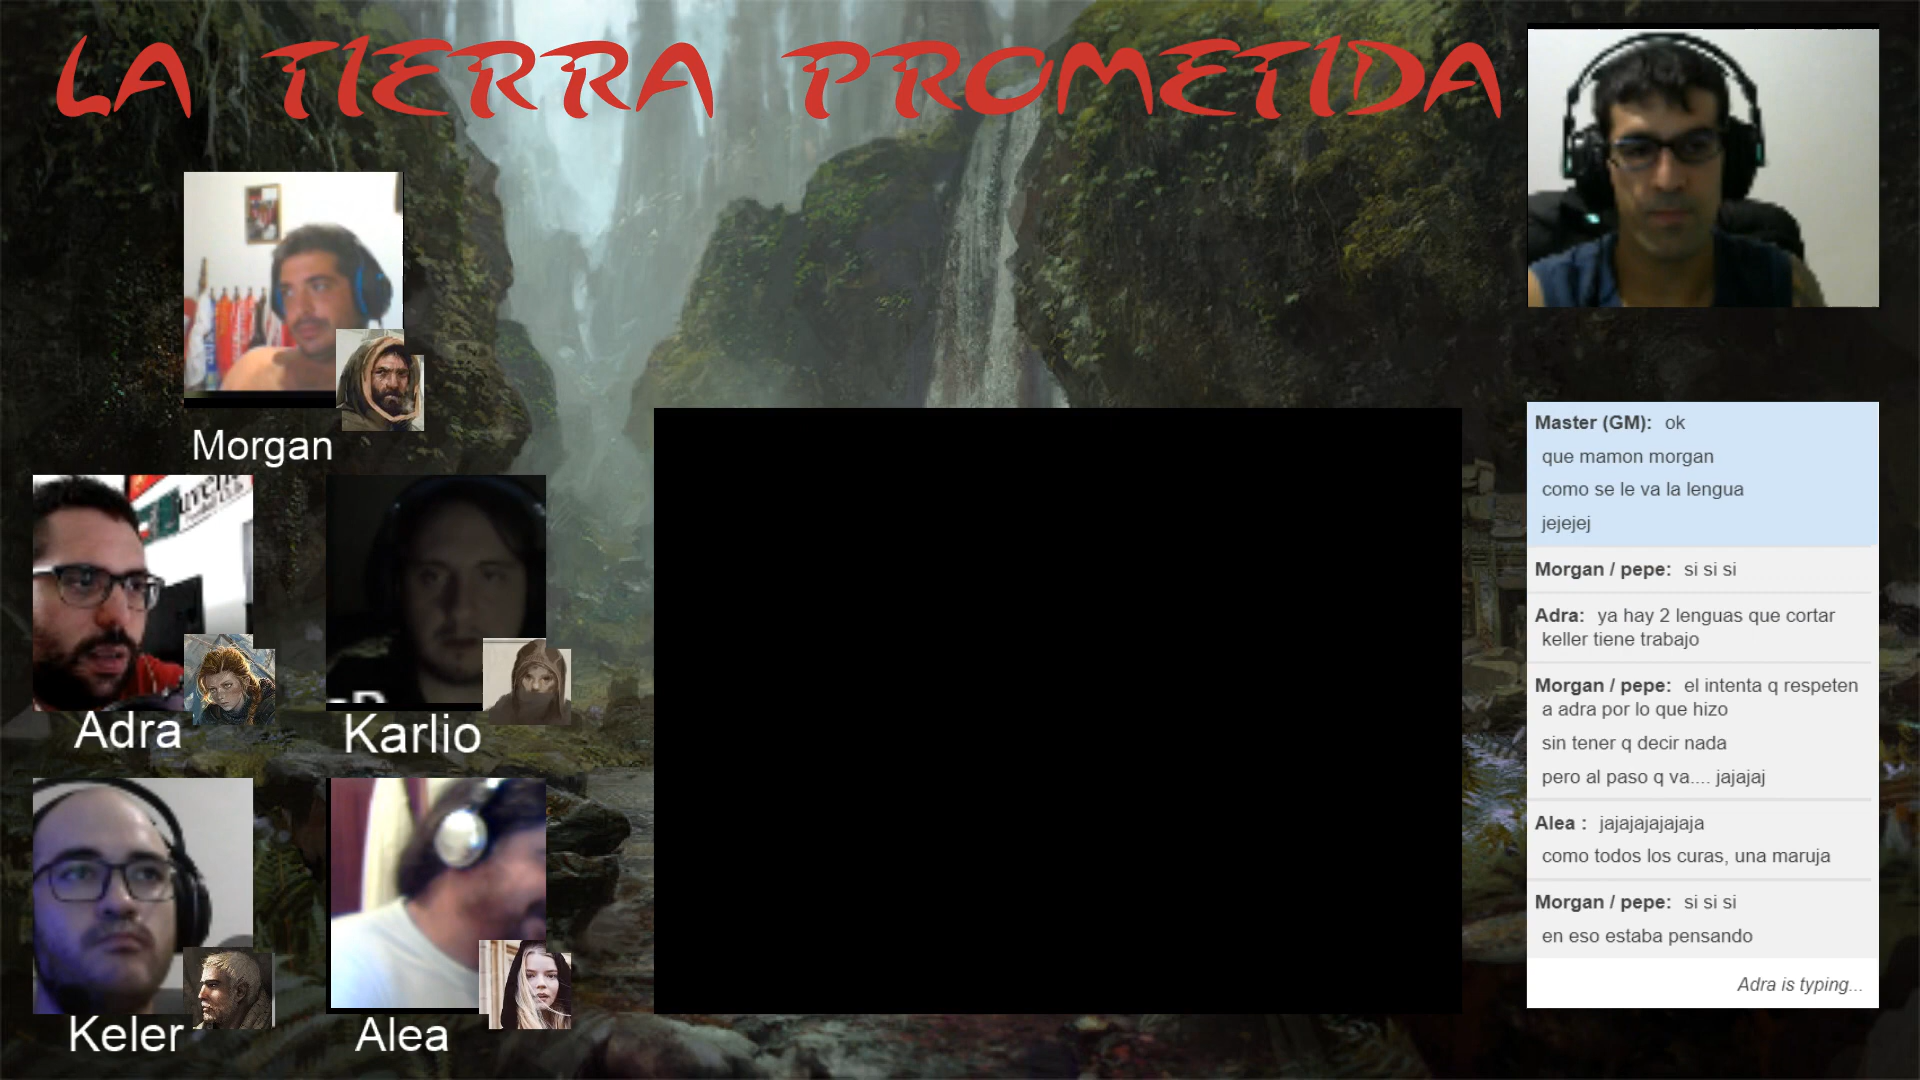 LA TIERRA PROMETIDA
Morgan
Adra
Karlio
Keler
Alea
Master (GM): ok
que mamon morgan
como se le va la lengua
jejejej
Morgan / pepe: si si si
Adra: ya hay 2 lenguas que cortar
keller tiene trabajo
Morgan / pepe: el intenta q respeten
a adra por lo que hizo
sin tener q decir nada
pero al paso q va.... jajajaj
Alea : jajajajajajaja
como todos los curas, una maruja
Morgan / pepe: si si si
en eso estaba pensando
Adra is typing...